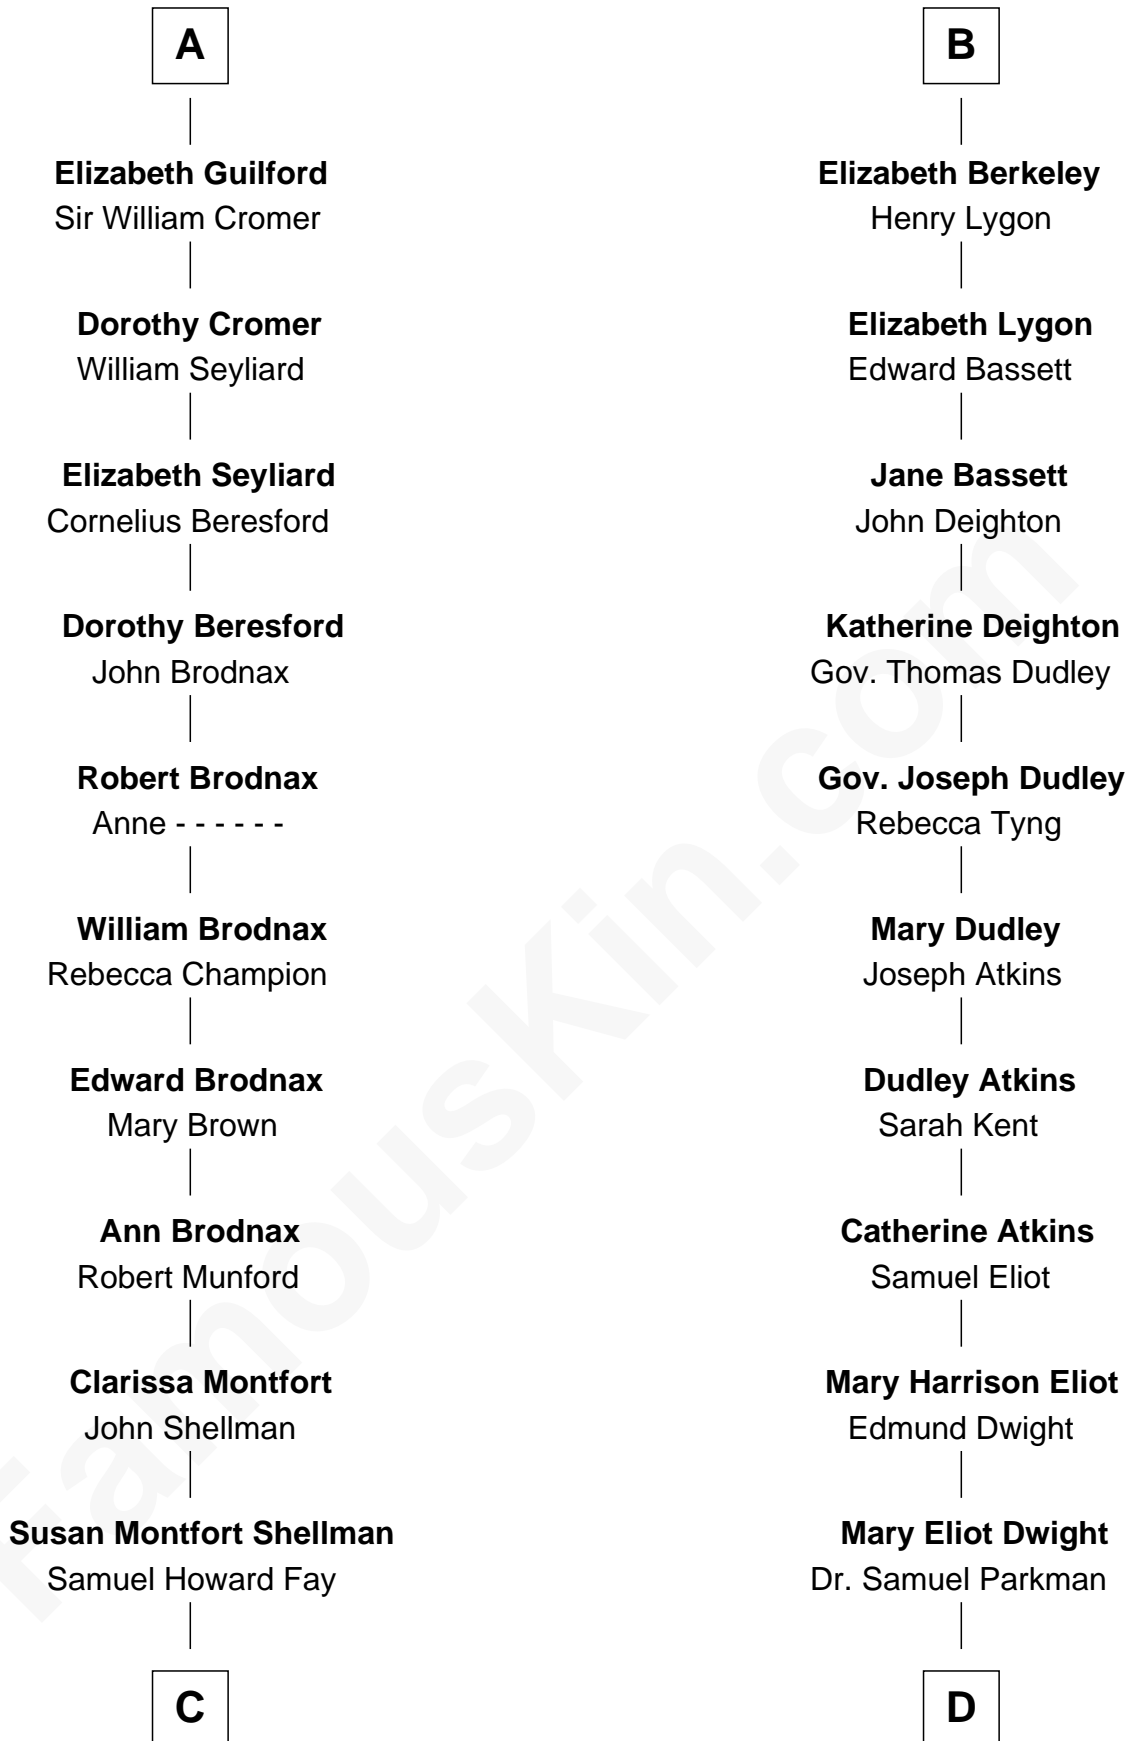 A
Elizabeth Guilford
Sir William Cromer
Dorothy Cromer
William Seyliard
Elizabeth Seyliard
Cornelius Beresford
Dorothy Beresford
John Brodnax
Robert Brodnax
Anne - - - - - -
William Brodnax
Rebecca Champion
Edward Brodnax
Mary Brown
Ann Brodnax
Robert Munford
Clarissa Montfort
John Shellman
Susan Montfort Shellman
Samuel Howard Fay
C
B
Elizabeth Berkeley
Henry Lygon
Elizabeth Lygon
Edward Bassett
Jane Bassett
John Deighton
Katherine Deighton
Gov. Thomas Dudley
Gov. Joseph Dudley
Rebecca Tyng
Mary Dudley
Joseph Atkins
Dudley Atkins
Sarah Kent
Catherine Atkins
Samuel Eliot
Mary Harrison Eliot
Edmund Dwight
Mary Eliot Dwight
Dr. Samuel Parkman
D
FamousKin.com